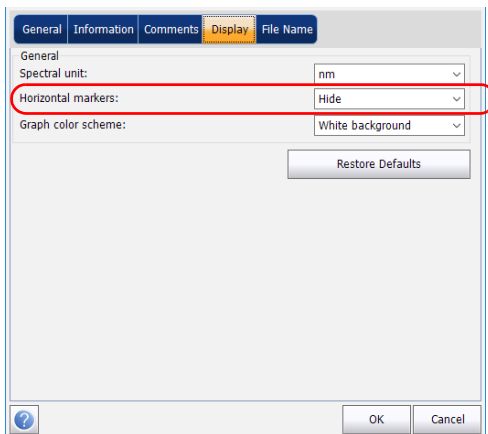 General Information Comments Display File Name
General
Spectral unit: nm
Horizontal markers: Hide
Graph color scheme: White background
Restore Defaults
? OK Cancel